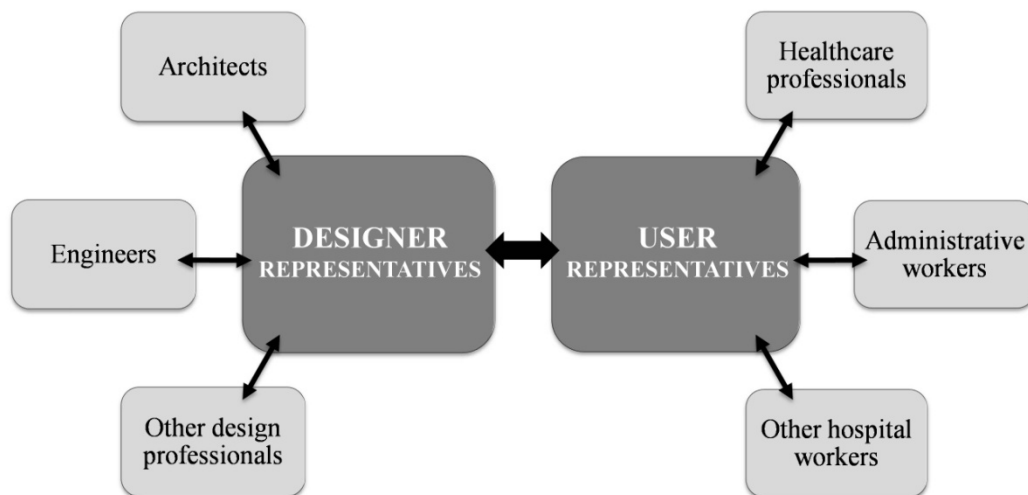 Architects
Engineers
Other design
professionals
DESIGNER
REPRESENTATIVES
USER
REPRESENTATIVES
Healthcare
professionals
Administrative
workers
Other hospital
workers